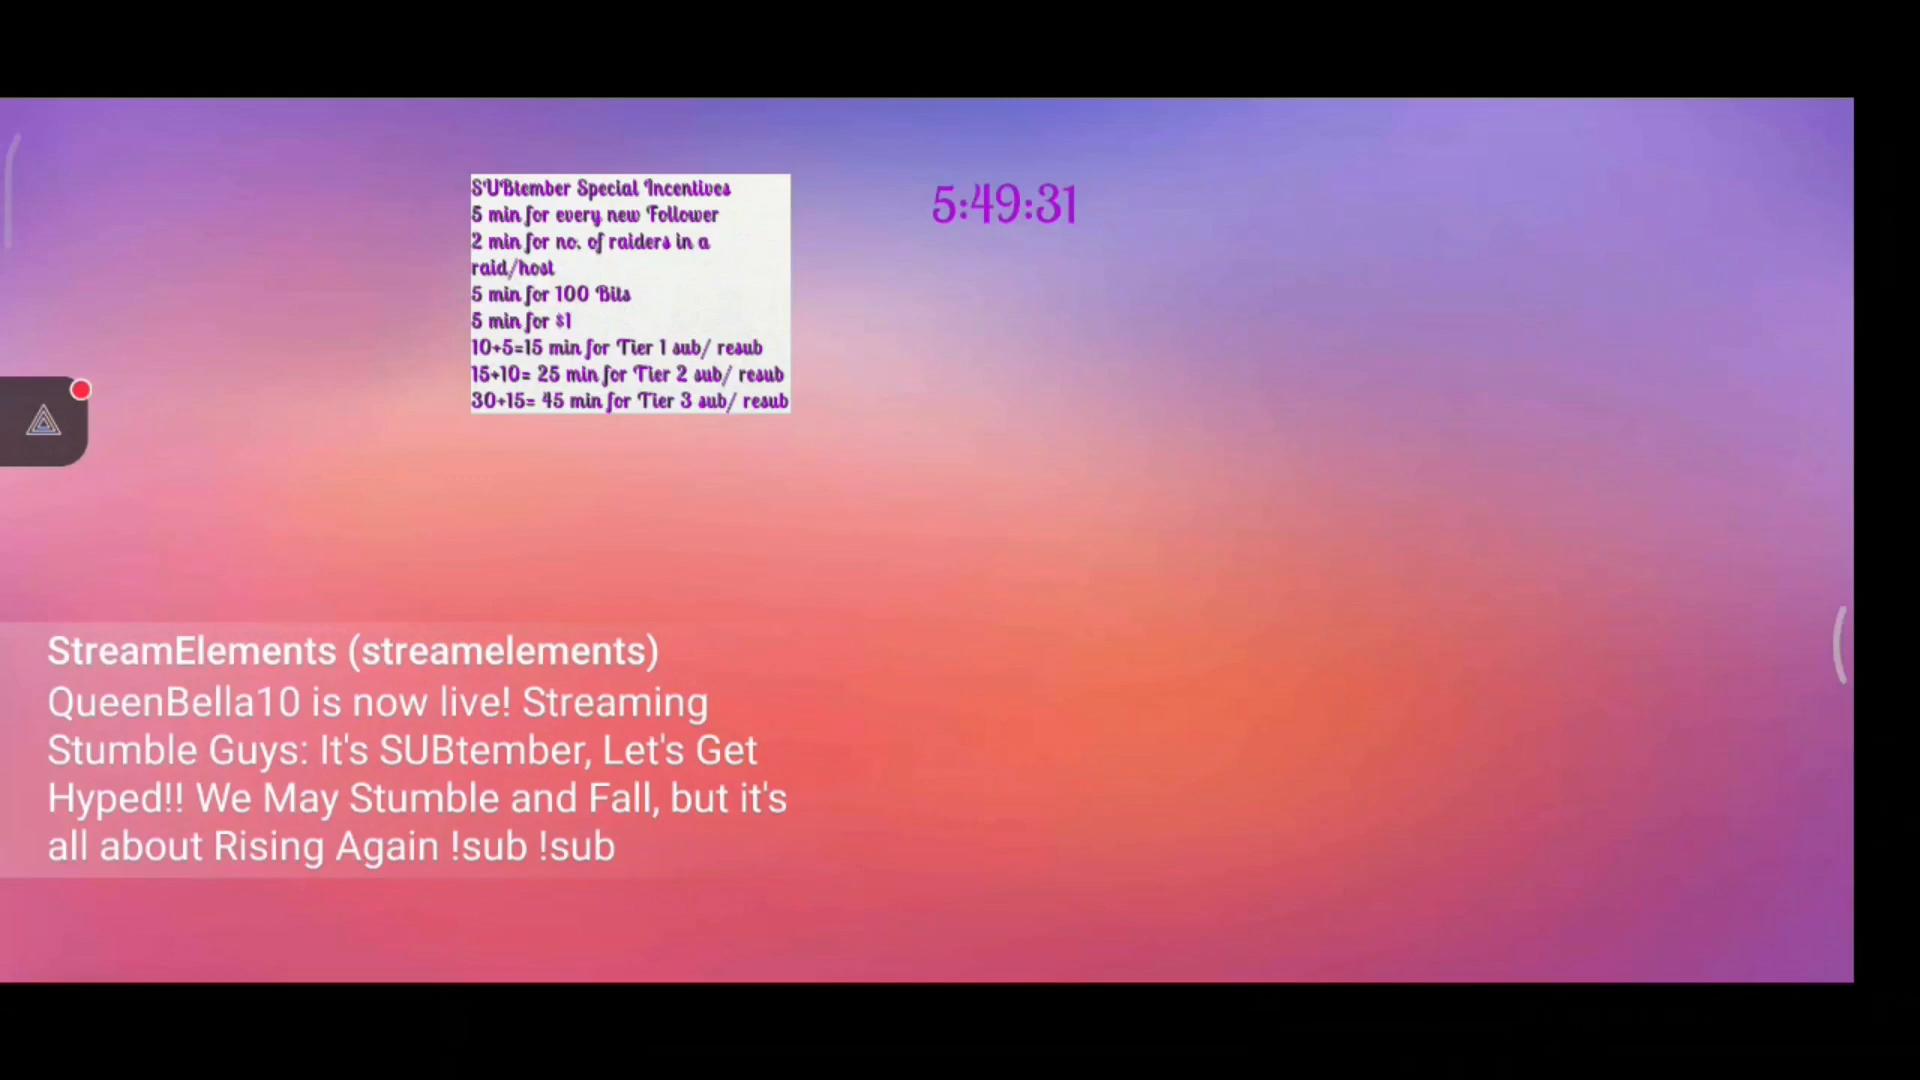 SUBtember Special Incentives
5 min for every new Follower
2 min for no. of raiders in a
raid/host
5 min for 100 Bits
5 min for $1
10+5=15 min for Tier 1 sub/ resub
15+10= 25 min for Tier 2 sub/ resub
30+15= 45 min for Tier 3 sub/ resub
5:49:31
StreamElements (streamelements)
QueenBella10 is now live! Streaming
Stumble Guys: It's SUBtember, Let's Get
Hyped!! We May Stumble and Fall, but it's
all about Rising Again !sub !sub